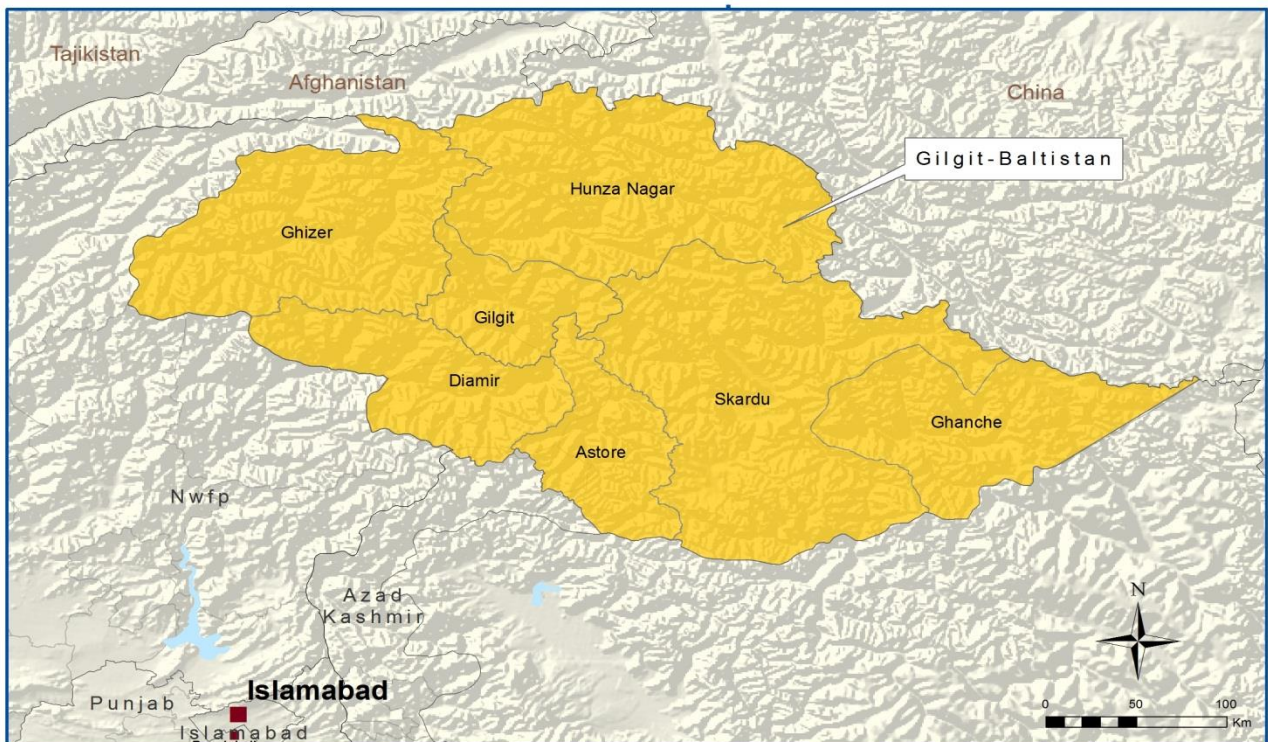 Tajikistan
Afghanistan
China
Gilgit-Baltistan
Hunza Nagar
Ghizer
Gilgit
Diamir
Skardu
Ghanche
Astore
Nwfp
Azad
Kashmir
N
Islamabad
Punjab
Islamabad
0 50 100
Km